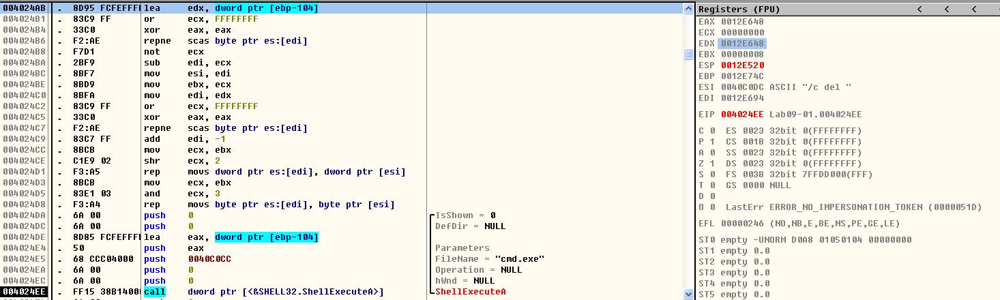 004024AB . 8D95 FCFEFFFF lea edx, dword ptr [ebp-104]
004024B1 . 83C9 FF or ecx, FFFFFFFF
004024B4 . 33C0 xor eax, eax
004024B6 . F2:AE repne scas byte ptr es:[edi]
004024B8 . F7D1 not ecx
004024BA . 2BF9 sub edi, ecx
004024BC . 8BF7 mov esi, edi
004024BE . 8BD9 mov ebx, ecx
004024C0 . 8BFA mov edi, edx
004024C2 . 83C9 FF or ecx, FFFFFFFF
004024C5 . 33C0 xor eax, eax
004024C7 . F2:AE repne scas byte ptr es:[edi]
004024C9 . 83C7 FF add edi, -1
004024CC . 8BCB mov ecx, ebx
004024CE . C1E9 02 shr ecx, 2
004024D1 . F3:A5 rep movs dword ptr es:[edi], dword ptr [esi]
004024D3 . 8BCB mov ecx, ebx
004024D5 . 83E1 03 and ecx, 3
004024D8 . F3:A4 rep movs byte ptr es:[edi], byte ptr [esi]
004024DA . 6A 00 push 0 IsShown = 0
004024DC . 6A 00 push 0 DefDir = NULL
004024DE . 8D85 FCFEFFFF lea eax, dword ptr [ebp-104]
004024E4 . 50 push eax Parameters
004024E5 . 68 CCC04000 push 0040C0CC FileName = "cmd.exe"
004024EA . 6A 00 push 0 Operation = NULL
004024EC . 6A 00 push 0 hWnd = NULL
004024EE . FF15 38B14000 call dword ptr [<&SHELL32.ShellExecuteA>] ShellExecuteA
Registers (FPU) < < <
EAX 0012E648
ECX 00000000
EDX 0012E648
EBX 00000008
ESP 0012E520
EBP 0012E74C
ESI 0040C0DC ASCII "/c del "
EDI 0012E694
EIP 004024EE Lab09-01.004024EE
C 0 ES 0023 32bit 0(FFFFFFFF)
P 1 CS 001B 32bit 0(FFFFFFFF)
A 0 SS 0023 32bit 0(FFFFFFFF)
Z 1 DS 0023 32bit 0(FFFFFFFF)
S 0 FS 003B 32bit 7FFDD000(FFF)
T 0 GS 0000 NULL
D 0
O 0 LastErr ERROR_NO_IMPERSONATION_TOKEN (0000051D)
EFL 00000246 (NO,NB,E,BE,NS,PE,GE,LE)
ST0 empty -UNORM D0A8 01050104 00000000
ST1 empty 0.0
ST2 empty 0.0
ST3 empty 0.0
ST4 empty 0.0
ST5 empty 0.0